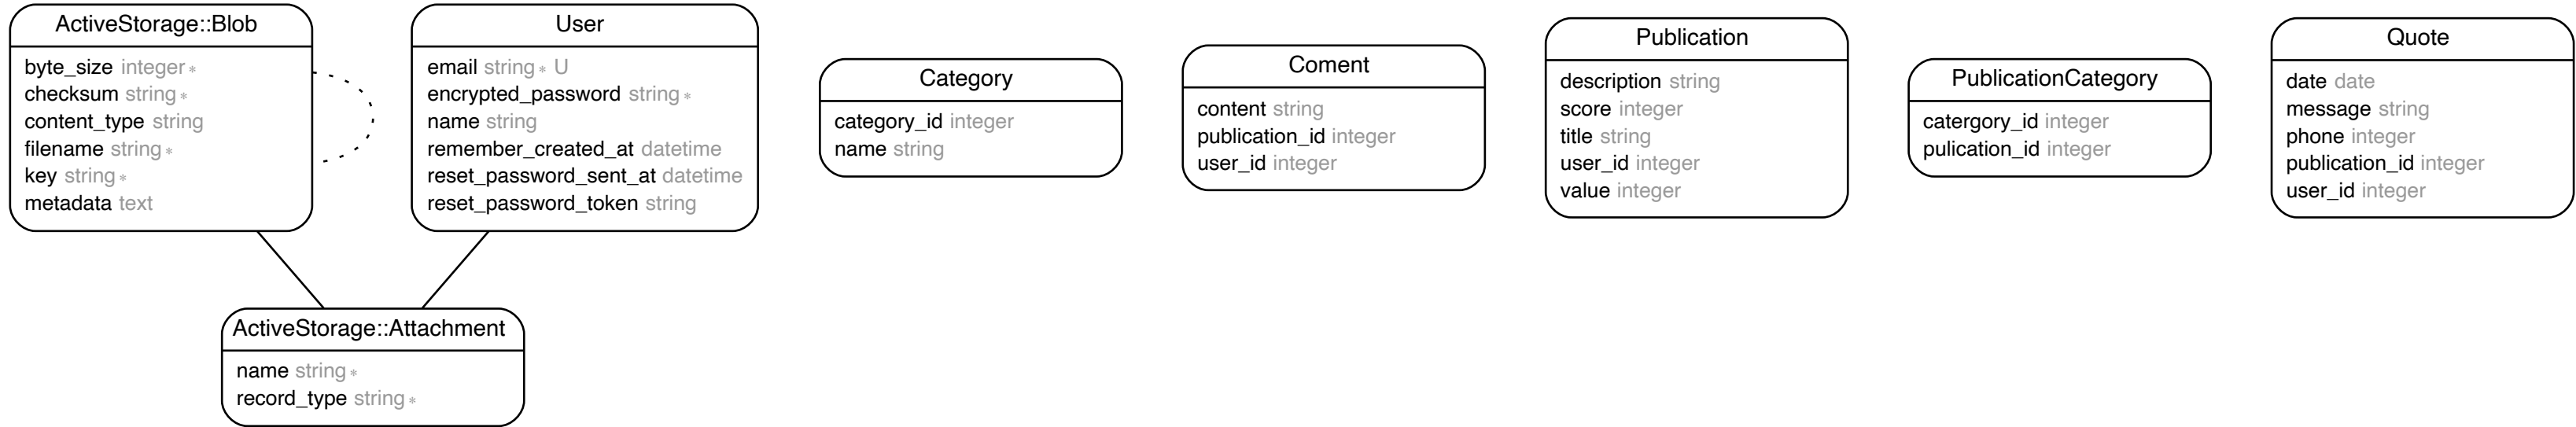 ActiveStorage::Blob
byte_size integer *
checksum string *
content_type string
filename string *
key string *
metadata text
User
email string * U
encrypted_password string *
name string
remember_created_at datetime
reset_password_sent_at datetime
reset_password_token string
Category
category_id integer
name string
Coment
content string
publication_id integer
user_id integer
Publication
description string
score integer
title string
user_id integer
value integer
PublicationCategory
catergory_id integer
pulication_id integer
Quote
date date
message string
phone integer
publication_id integer
user_id integer
ActiveStorage::Attachment
name string *
record_type string *